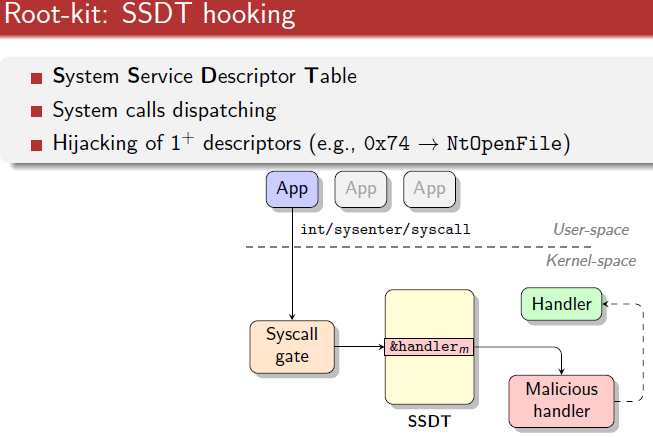 Root-kit: SSDT hooking
System Service Descriptor Table
System calls dispatching
Hijacking of 1+ descriptors (e.g., 0x74 → NtOpenFile)
App App App
int/sysenter/syscall
User-space
Kernel-space
Handler
Syscall
gate
&handlerm
Malicious
handler
SSDT